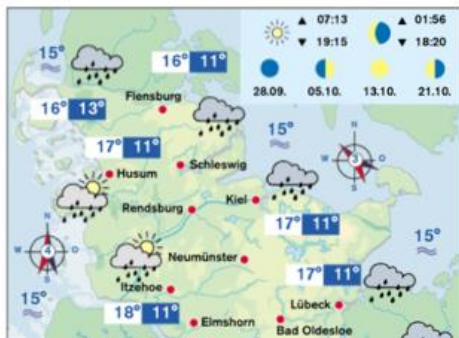 ▲ 07:13
▼ 19:15
▲ 01:56
▼ 18:20
28.09. 05.10. 13.10. 21.10.
15°
16° 11°
16° 13°
Flensburg
15°
17° 11°
Schleswig
N
W O
S
3
Husum
Kiel
Rendsburg
17° 11°
N
W O
S
4
15°
Neumünster
17° 11°
Itzehoe
15°
Lübeck
18° 11°
Elmshorn
Bad Oldesloe